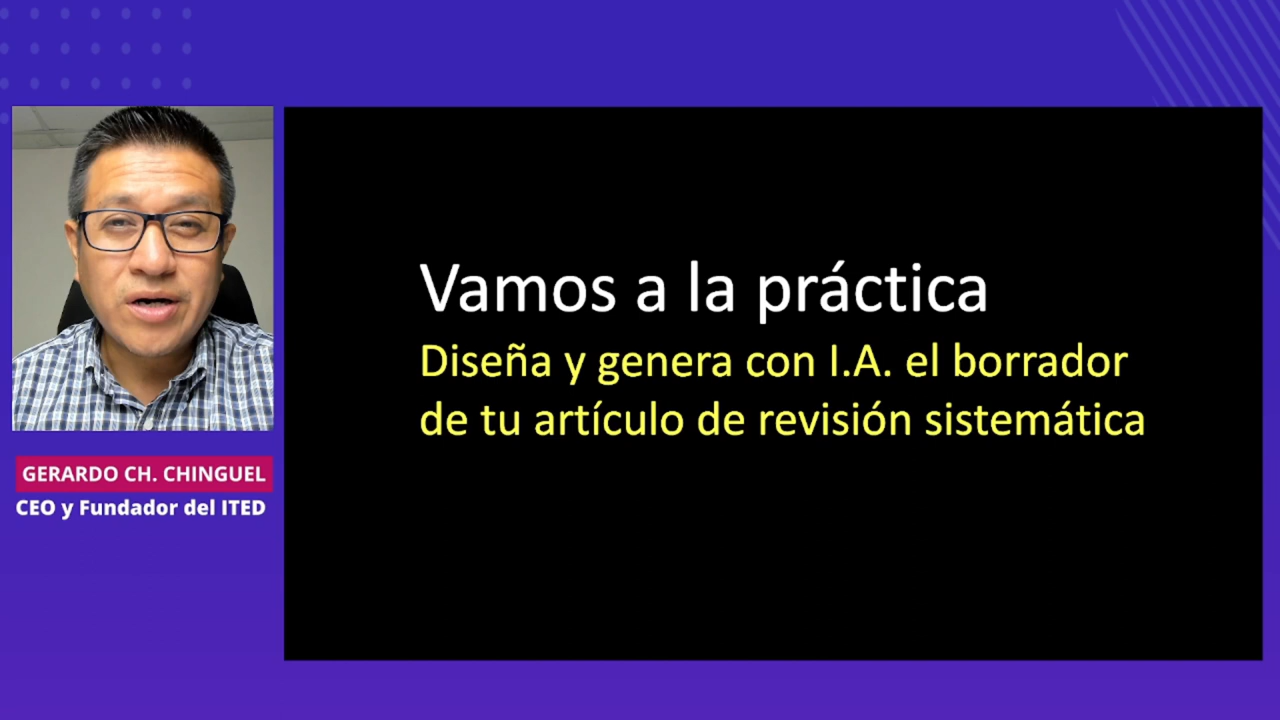 GERARDO CH. CHINGUEL
CEO y Fundador del ITED
Vamos a la práctica
Diseña y genera con I.A. el borrador
de tu artículo de revisión sistemática